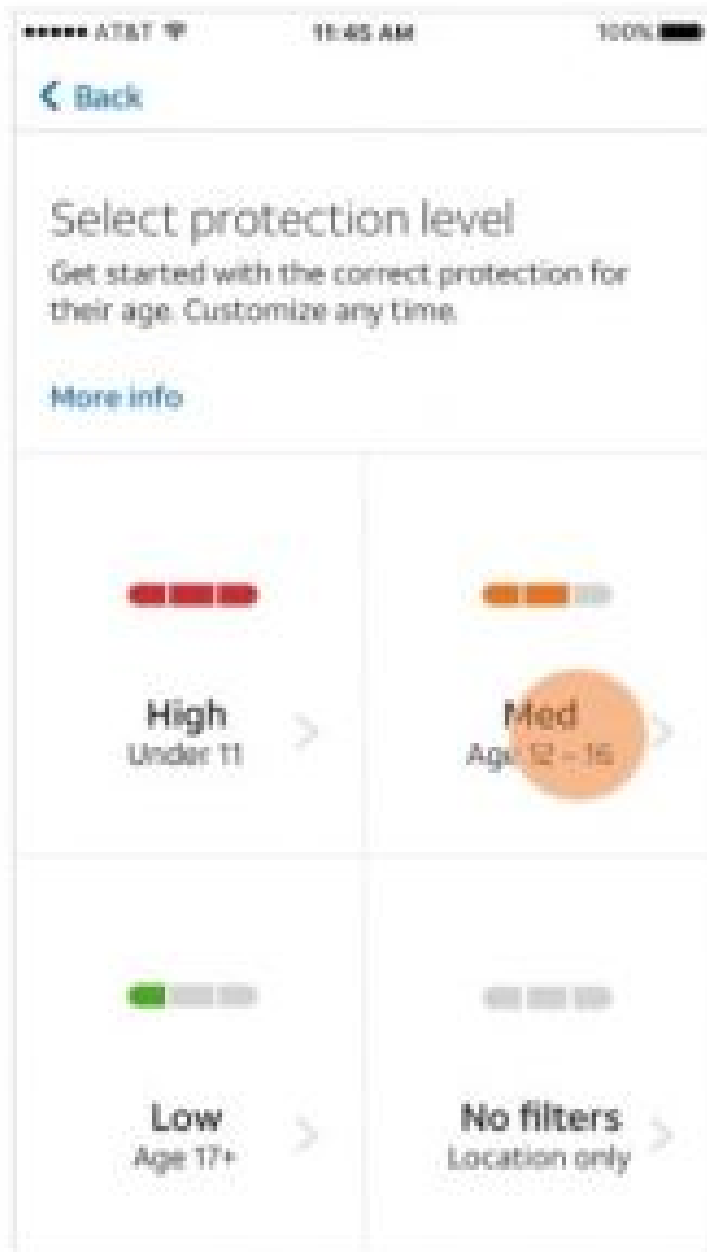 AT&T 11:45 AM 100%
Back
Select protection level
Get started with the correct protection for
their age. Customize any time.
More info
High
Under 11
Med
Age 12 – 16
Low
Age 17+
No filters
Location only